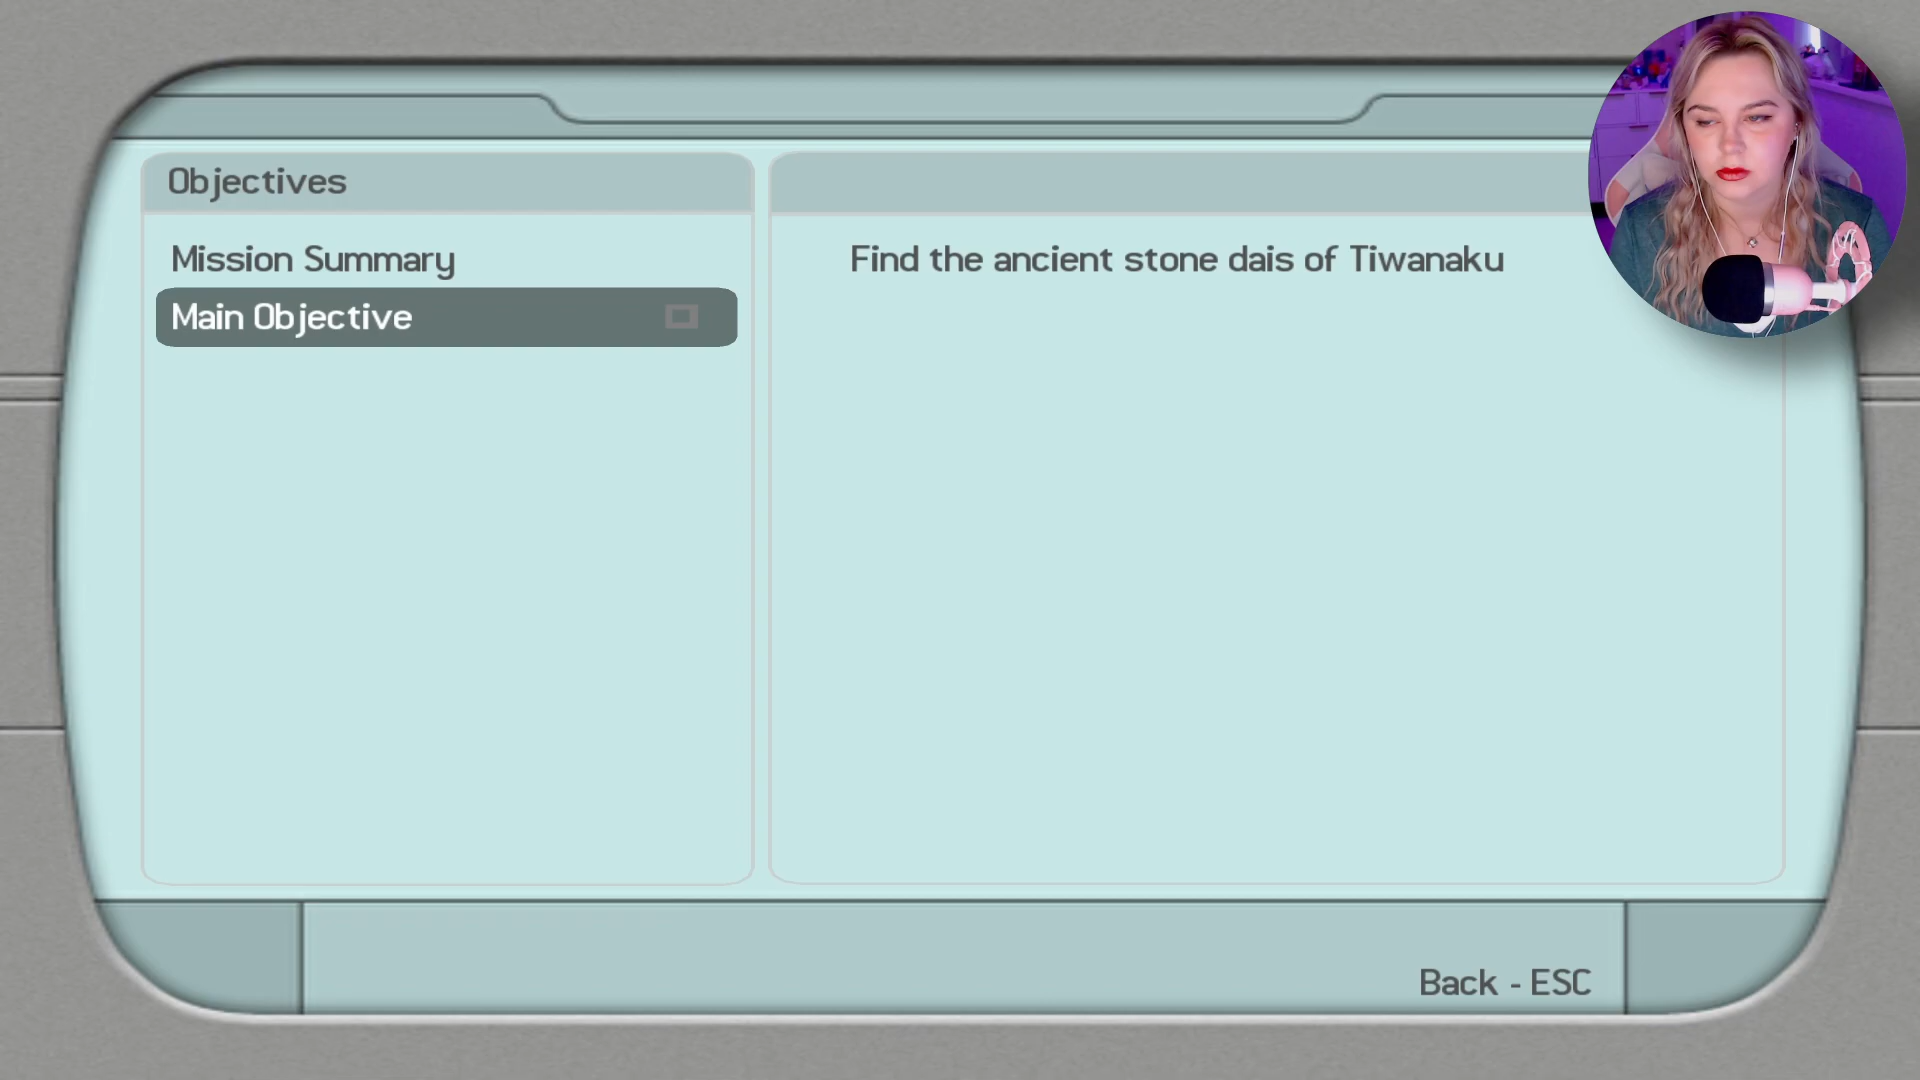 Objectives
Mission Summary
Main Objective
Find the ancient stone dais of Tiwanaku
Back - ESC